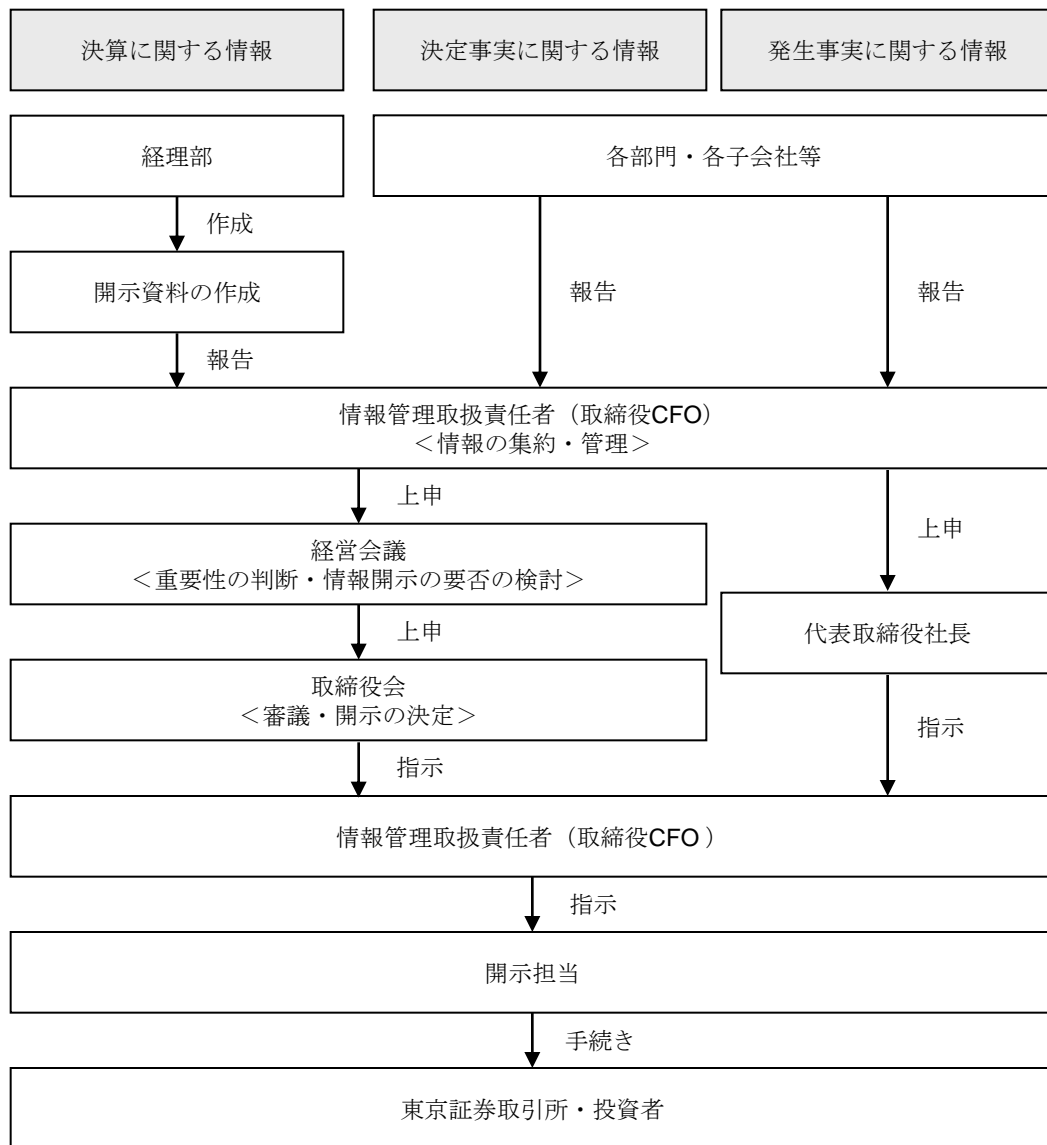 決算に関する情報
決定事実に関する情報
発生事実に関する情報
経理部
各部門・各子会社等
作成
開示資料の作成
報告
報告
報告
情報管理取扱責任者（取締役CFO）
＜情報の集約・管理＞
上申
上申
経営会議
＜重要性の判断・情報開示の要否の検討＞
上申
代表取締役社長
取締役会
＜審議・開示の決定＞
指示
指示
情報管理取扱責任者（取締役CFO ）
指示
開示担当
手続き
東京証券取引所・投資者